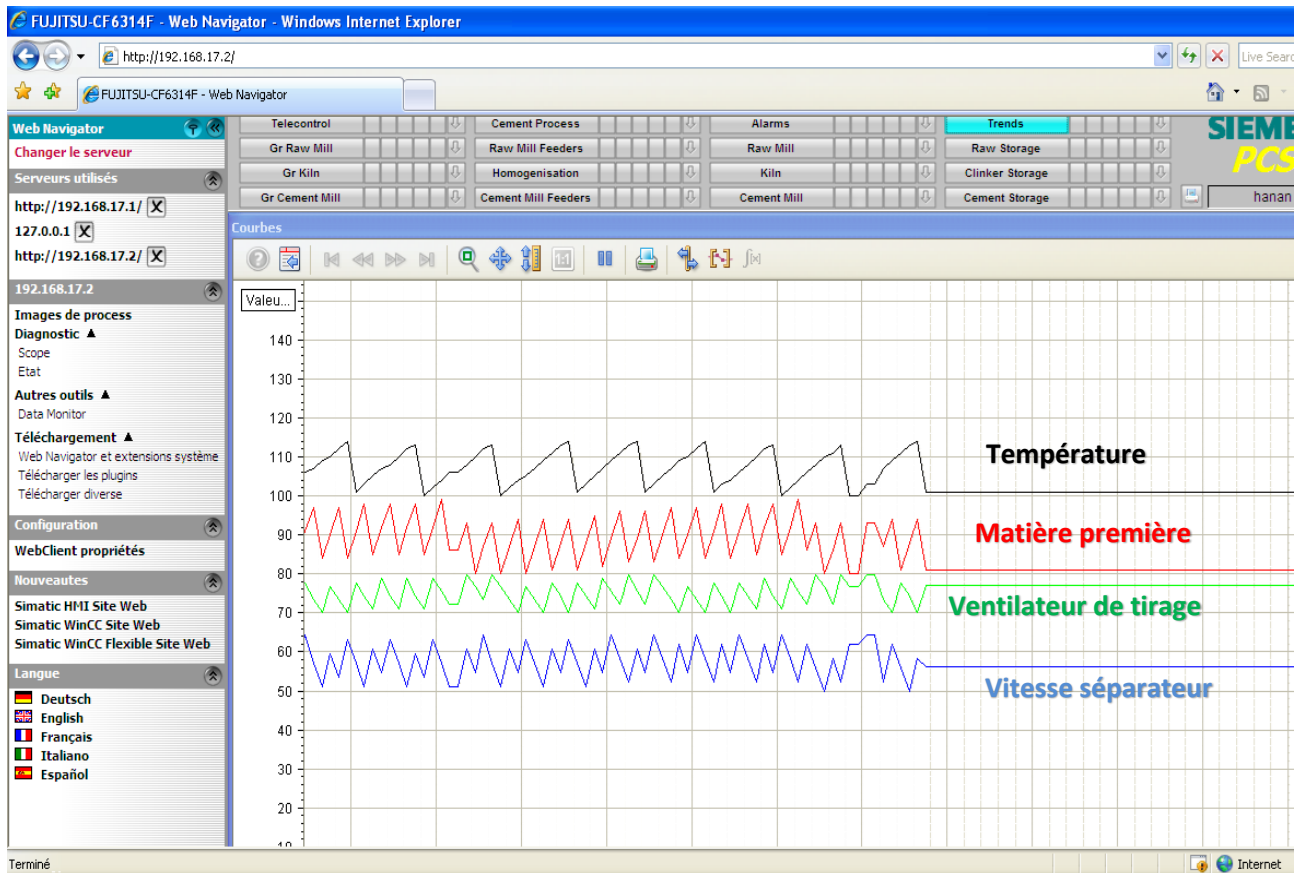 FUJITSU-CF6314F - Web Navigator - Windows Internet Explorer
http://192.168.17.2/
Live Searc
FUJITSU-CF6314F - Web Navigator
Web Navigator
Changer le serveur
Serveurs utilisés
http://192.168.17.1/ X
127.0.0.1 X
http://192.168.17.2/ X
192.168.17.2
Images de process
Diagnostic ▲
Scope
Etat
Autres outils ▲
Data Monitor
Téléchargement ▲
Web Navigator et extensions système
Télécharger les plugins
Télécharger diverse
Configuration
WebClient propriétés
Nouveautes
Simatic HMI Site Web
Simatic WinCC Site Web
Simatic WinCC Flexible Site Web
Langue
Deutsch
English
Français
Italiano
Español
Telecontrol Cement Process Alarms Trends
Gr Raw Mill Raw Mill Feeders Raw Mill Raw Storage
Gr Kiln Homogenisation Kiln Clinker Storage
Gr Cement Mill Cement Mill Feeders Cement Mill Cement Storage
SIEME
PCS
hanan
Courbes
Valeu...
140
130
120
110
100
90
80
70
60
50
40
30
20
10
Température
Matière première
Ventilateur de tirage
Vitesse séparateur
Terminé
Internet